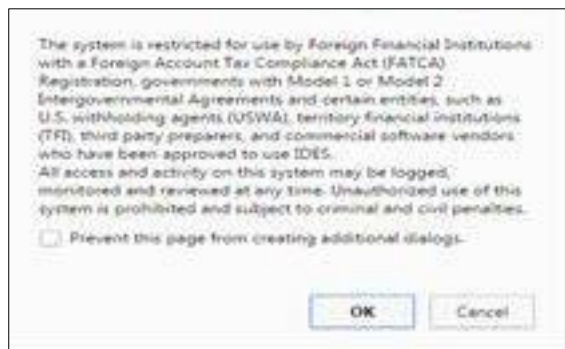 The system is restricted for use by Foreign Financial Institutions
with a Foreign Account Tax Compliance Act (FATCA)
Registration, governments with Model 1 or Model 2
Intergovernmental Agreements and certain entities, such as
U.S. withholding agents (USWA), territory financial institutions
(TFI), third party preparers, and commercial software vendors
who have been approved to use IDES.
All access and activity on this system may be logged,
monitored and reviewed at any time. Unauthorized use of this
system is prohibited and subject to criminal and civil penalties.
Prevent this page from creating additional dialogs.
OK Cancel